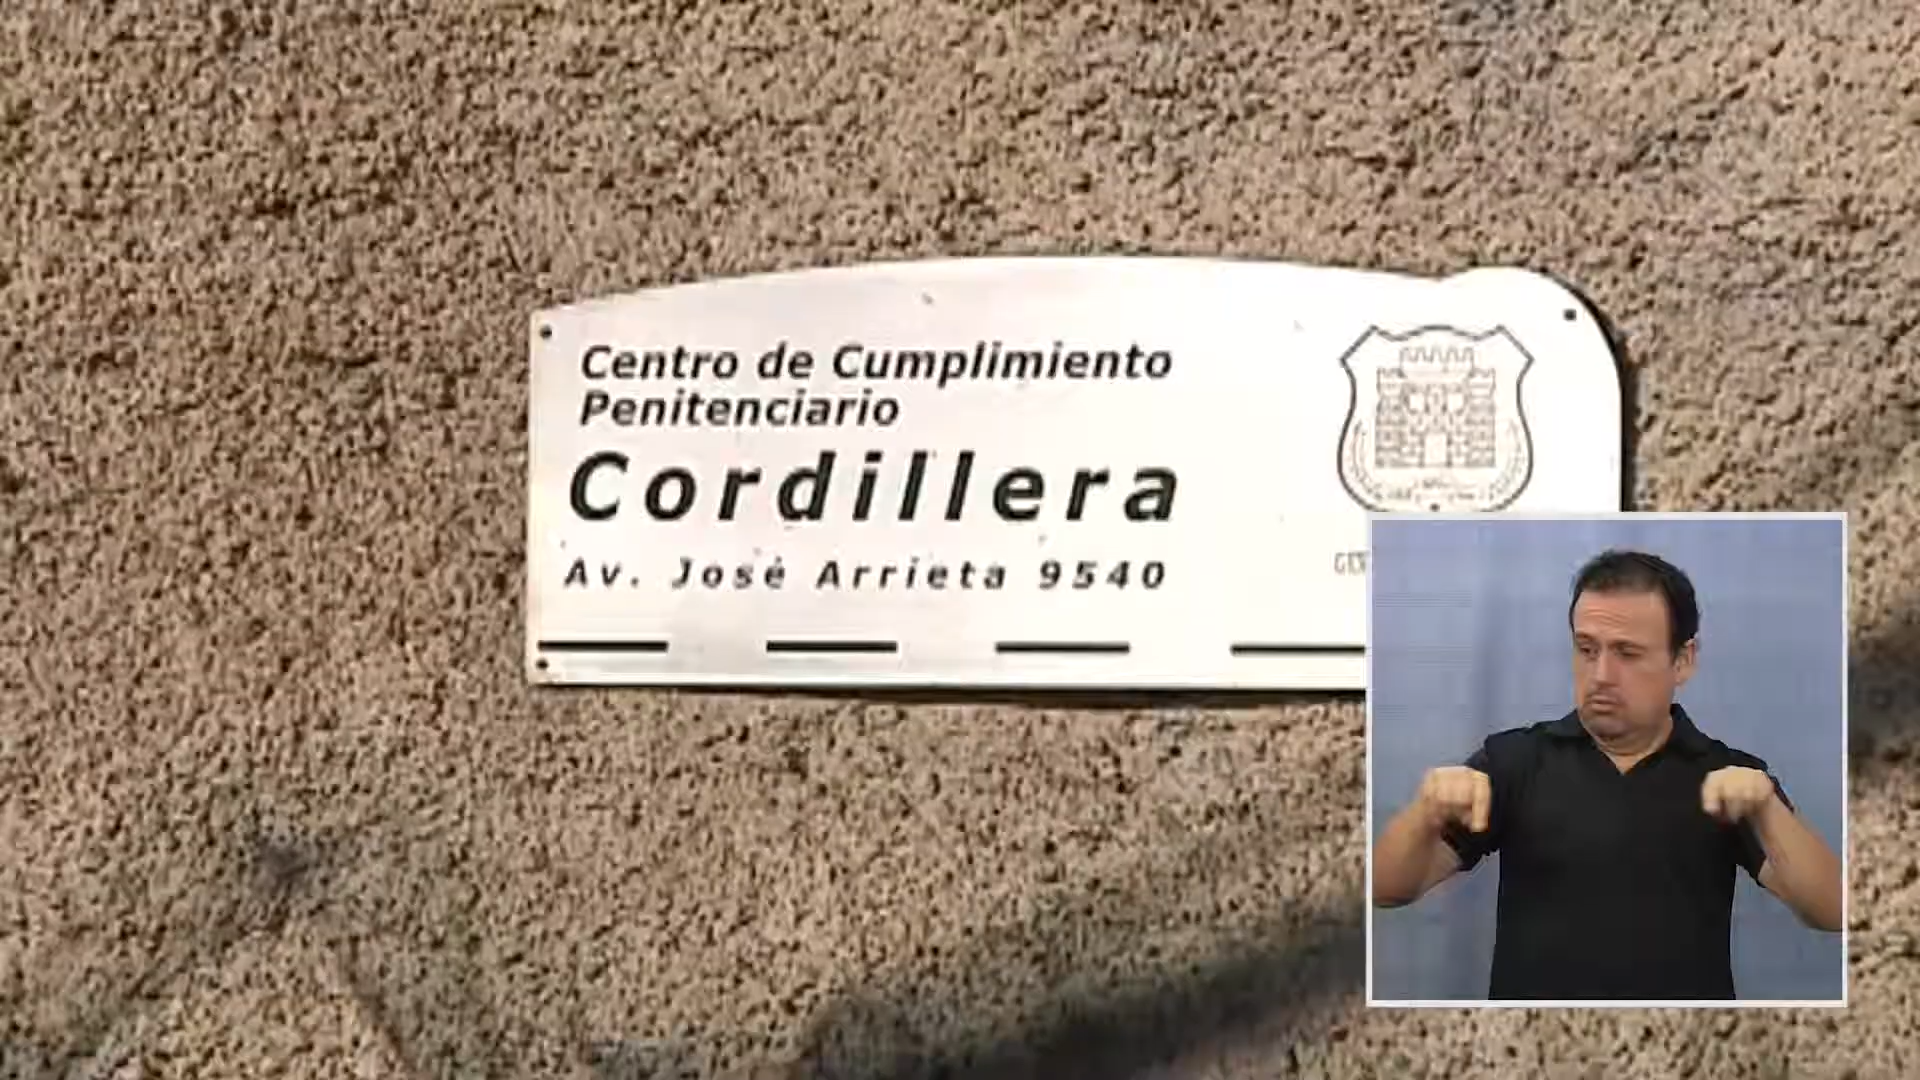 Centro de Cumplimiento
Penitenciario
Cordillera
Av. José Arrieta 9540